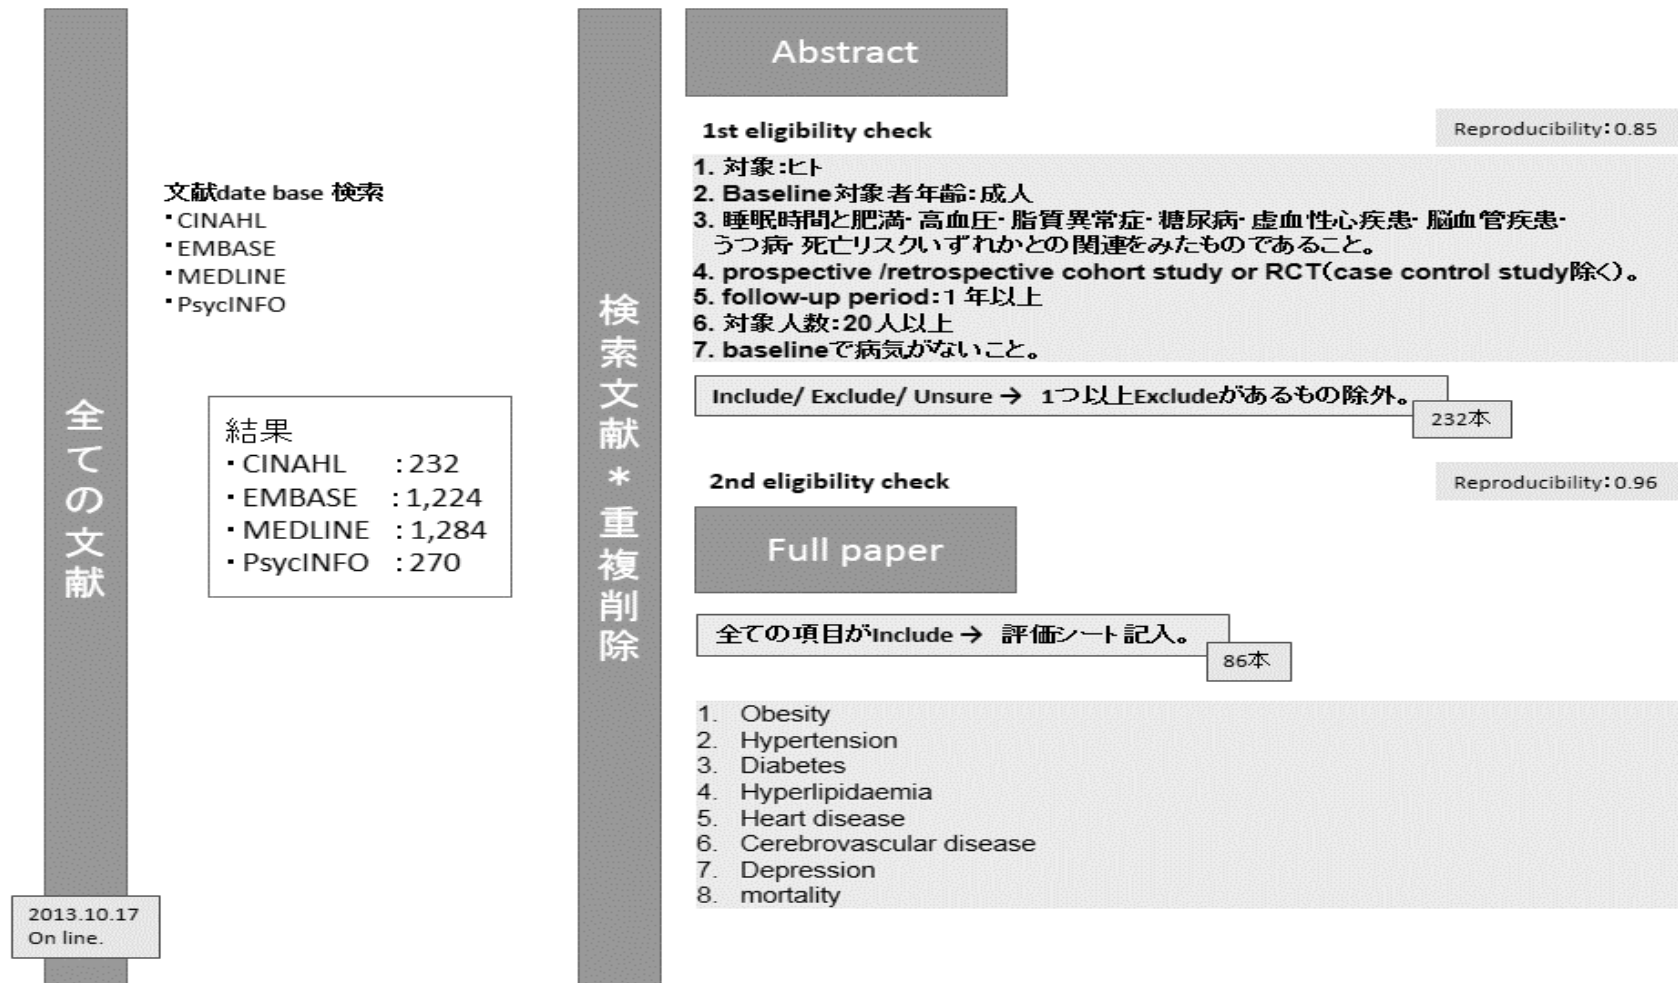 全ての文献
2013.10.17
On line.
文献date base 検索
・CINAHL
・EMBASE
・MEDLINE
・PsycINFO
結果
・CINAHL :232
・EMBASE :1,224
・MEDLINE :1,284
・PsycINFO :270
検索文献＊重複削除
Abstract
1st eligibility check
Reproducibility：0.85
1. 対象：ヒト
2. Baseline対象者年齢：成人
3. 睡眠時間と肥満・高血圧・脂質異常症・糖尿病・虚血性心疾患・脳血管疾患・
うつ病・死亡リスクいずれかとの関連をみたものであること。
4. prospective /retrospective cohort study or RCT（case control study除く）。
5. follow-up period：1 年以上
6. 対象人数：20人以上
7. baselineで病気がないこと。
Include/ Exclude/ Unsure → 1つ以上Excludeがあるもの除外。
232本
2nd eligibility check
Reproducibility：0.96
Full paper
全ての項目がInclude → 評価シート記入。
86本
1. Obesity
2. Hypertension
3. Diabetes
4. Hyperlipidaemia
5. Heart disease
6. Cerebrovascular disease
7. Depression
8. mortality